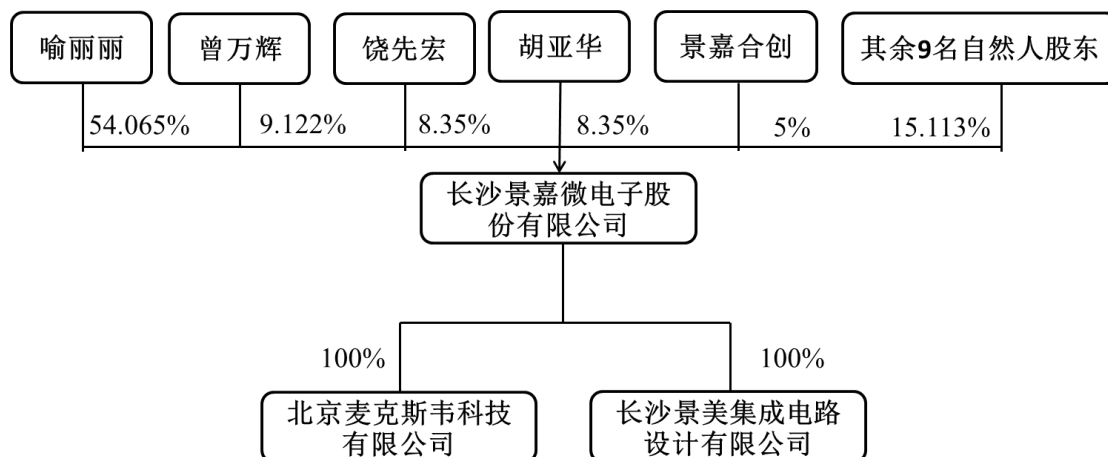 喻丽丽
曾万辉
饶先宏
胡亚华
景嘉合创
其余9名自然人股东
54.065%
9.122%
8.35%
8.35%
5%
15.113%
长沙景嘉微电子股
份有限公司
100%
100%
北京麦克斯韦科技
有限公司
长沙景美集成电路
设计有限公司